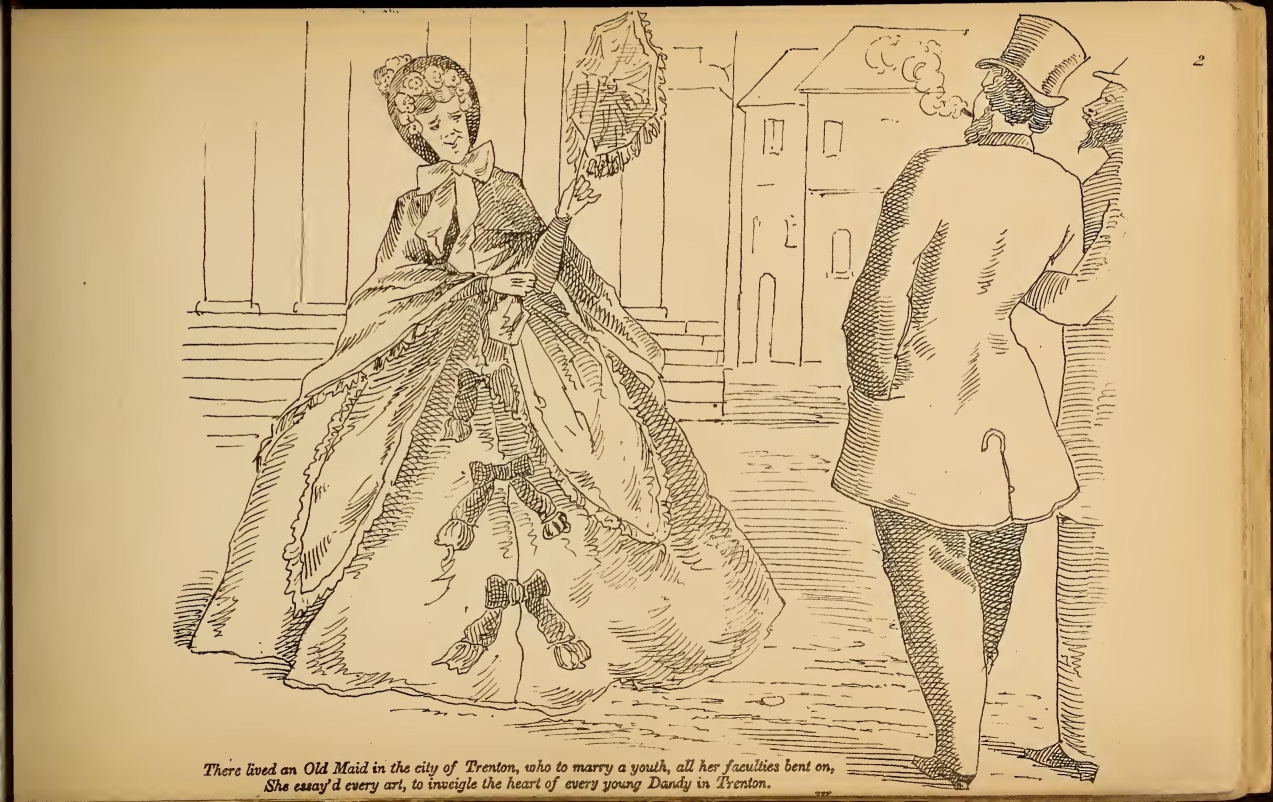 2
There lived an Old Maid in the city of Trenton, who to marry a youth, all her faculties bent on,
She essay'd every art, to inveigle the heart of every young Dandy in Trenton.